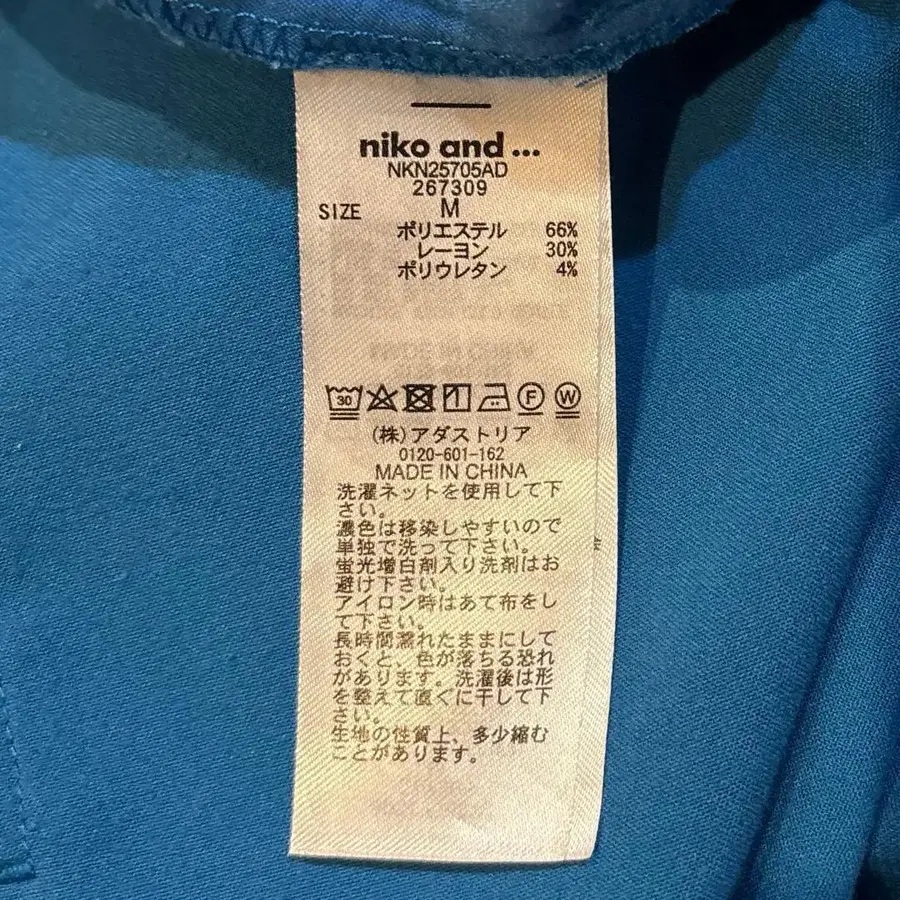 niko and ...
NKN25705AD
267309
SIZE M
ポリエステル 66%
レーヨン 30%
ポリウレタン 4%
30 F W
(株)アダストリア
0120-601-162
MADE IN CHINA
洗濯ネットを使用して下
さい。
濃色は移染しやすいので
単独で洗って下さい。
蛍光増白剤入り洗剤はお
避け下さい。
アイロン時はあて布をし
て下さい。
長時間濡れたままにして
おくと、色が落ちる恐れ
があります。洗濯後は形
を整えて直ぐに干して下
さい。
生地の性質上、多少縮む
ことがあります。